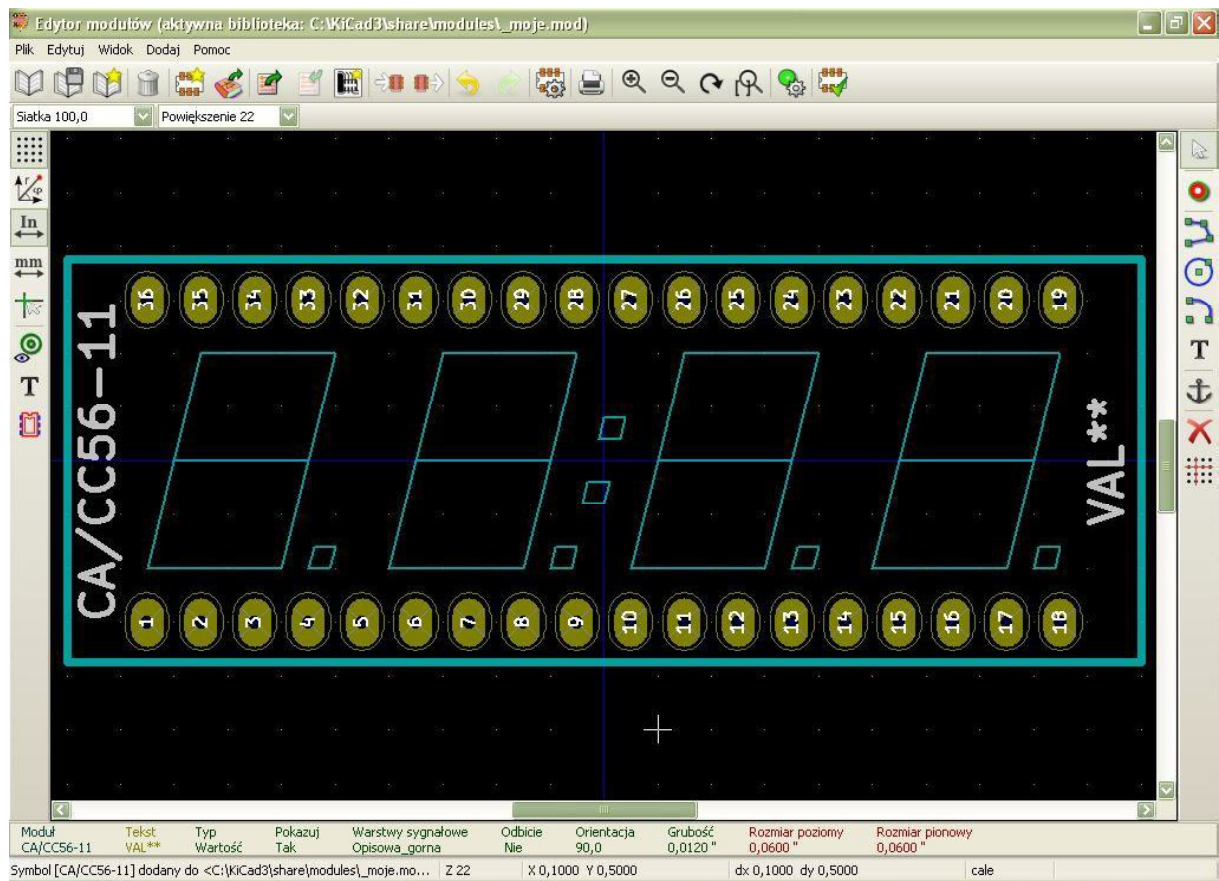 Edytor modułów (aktywna biblioteka: C:\KiCad3\share\modules\_moje.mod)
Plik Edytuj Widok Dodaj Pomoc
Siatka 100,0 Powiększenie 22
In
mm
T
T
36 35 34 33 32 31 30 29 28 27 26 25 24 23 22 21 20 19
CA/CC56-11
VAL**
1 2 3 4 5 6 7 8 9 10 11 12 13 14 15 16 17 18
Moduł Tekst Typ Pokazuj Warstwy sygnałowe Odbicie Orientacja Grubość Rozmiar poziomy Rozmiar pionowy
CA/CC56-11 VAL** Wartość Tak Opisowa_gorna Nie 90,0 0,0120 " 0,0600 " 0,0600 "
Symbol [CA/CC56-11] dodany do <C:\KiCad3\share\modules\_moje.mo... Z 22 X 0,1000 Y 0,5000 dx 0,1000 dy 0,5000 cale